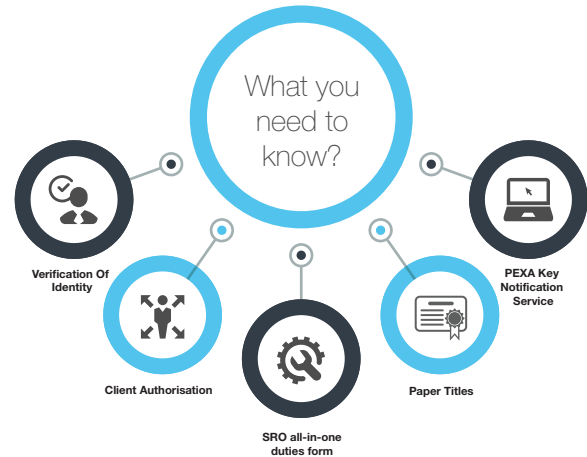 What you
need to
know?
Verification Of
Identity
Client Authorisation
SRO all-in-one
duties form
Paper Titles
PEXA Key
Notification
Service